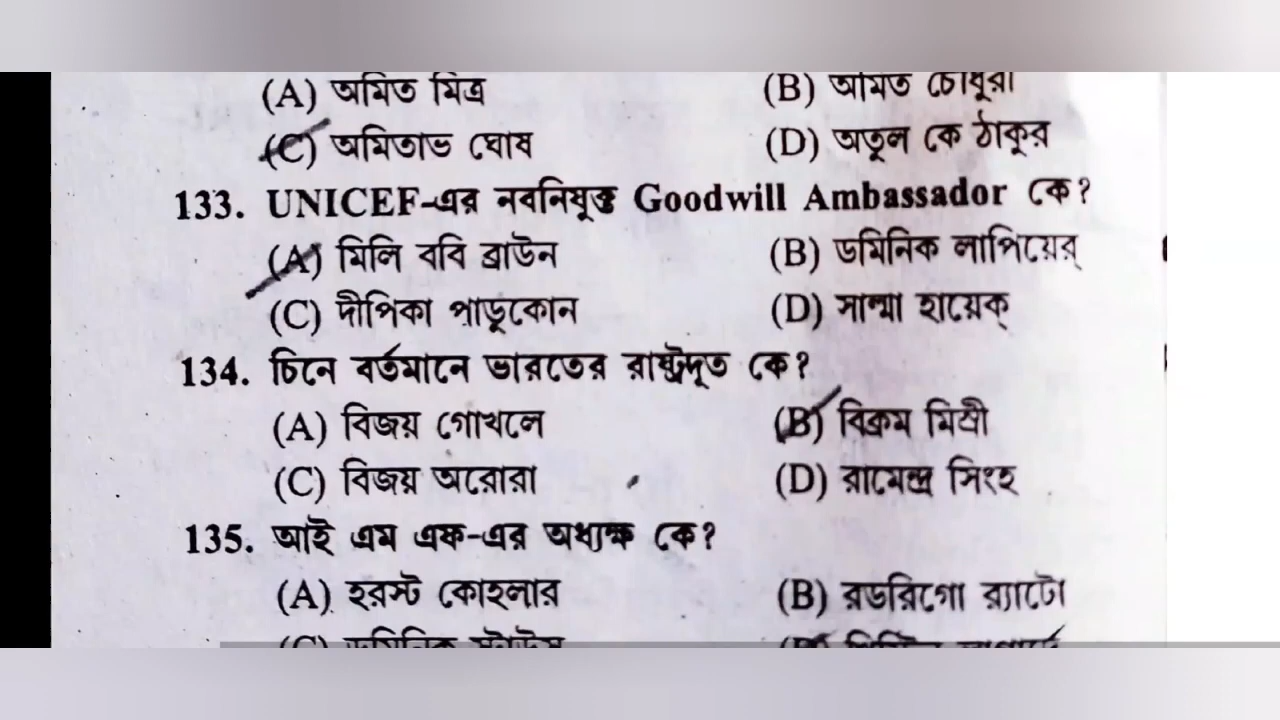 (A) অমিত মিত্র (B) অমিত চৌধুরী
(C) অমিতাভ ঘোষ (D) অতুল কে ঠাকুর
133. UNICEF-এর নবনিযুক্ত Goodwill Ambassador কে?
(A) মিলি ববি ব্রাউন (B) ডমিনিক লাপিয়ের্
(C) দীপিকা পাড়ুকোন (D) সাল্মা হায়েক্
134. চিনে বর্তমানে ভারতের রাষ্ট্রদূত কে?
(A) বিজয় গোখলে (B) বিক্রম মিশ্রী
(C) বিজয় অরোরা (D) রামেন্দ্র সিংহ
135. আই এম এফ-এর অধ্যক্ষ কে?
(A) হরস্ট কোহলার (B) রডরিগো র‍্যাটো